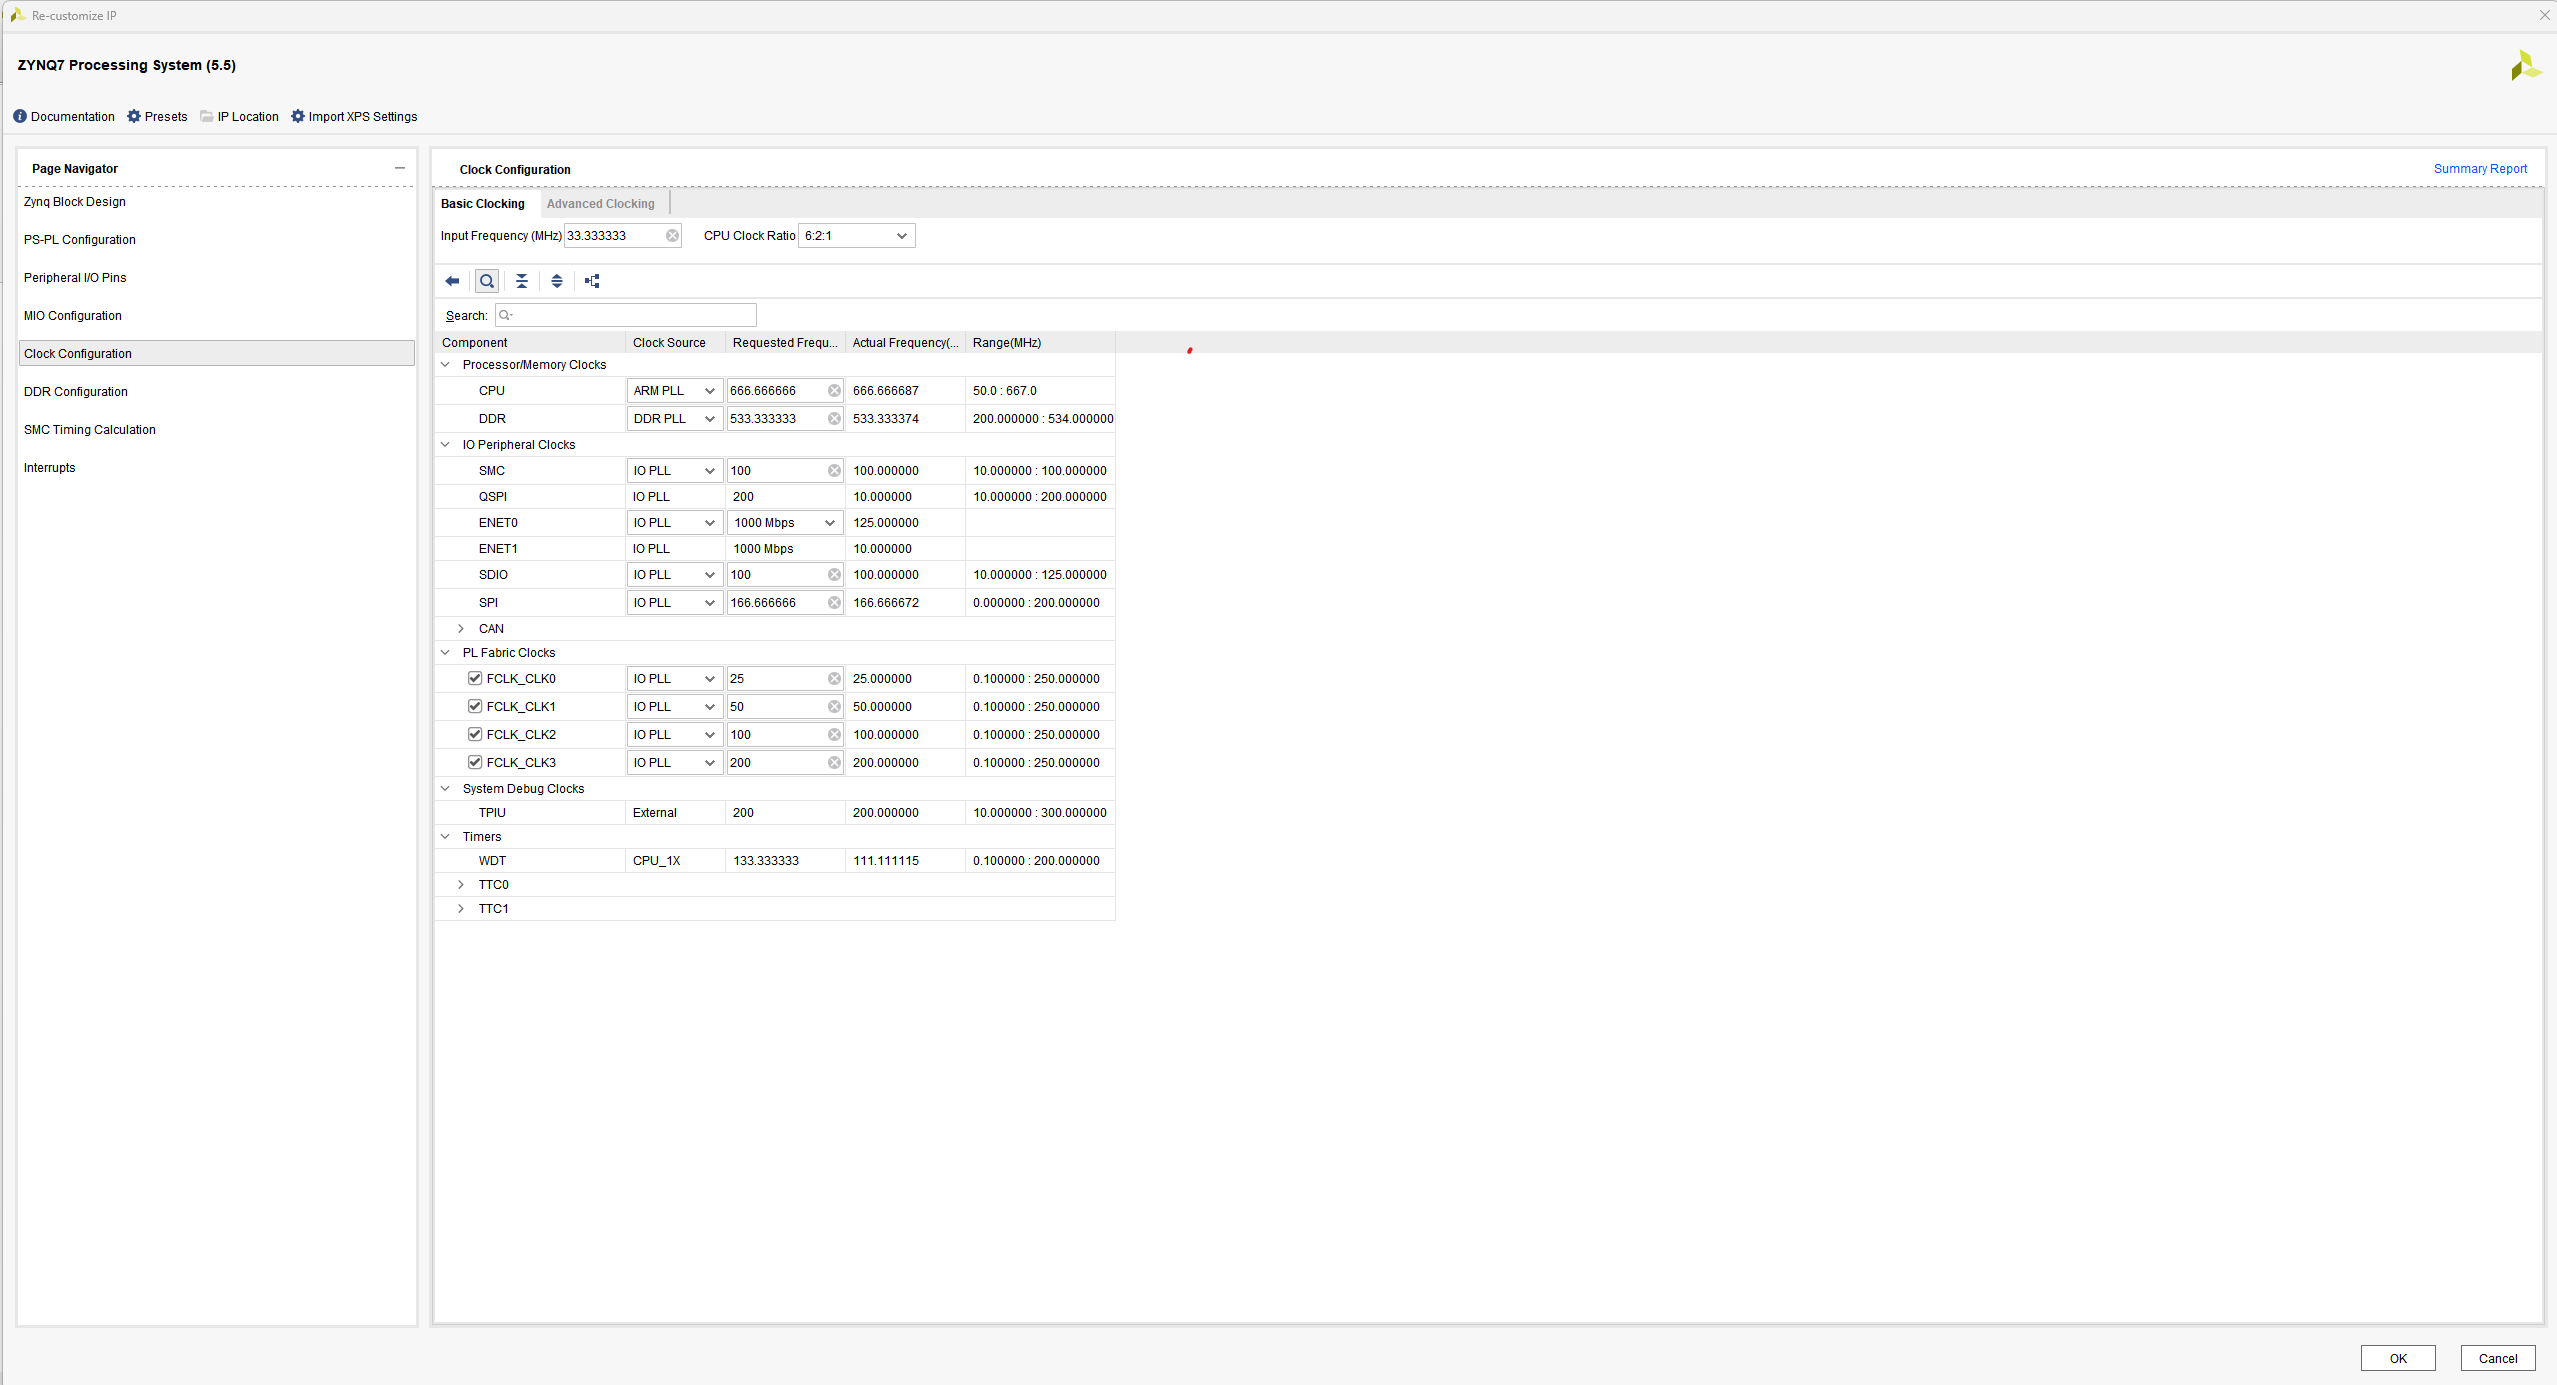 Re-customize IP
ZYNQ7 Processing System (5.5)
Documentation Presets IP Location Import XPS Settings
Page Navigator
Zynq Block Design
PS-PL Configuration
Peripheral I/O Pins
MIO Configuration
Clock Configuration
DDR Configuration
SMC Timing Calculation
Interrupts
Clock Configuration Summary Report
Basic Clocking Advanced Clocking
Input Frequency (MHz) 33.333333 CPU Clock Ratio 6:2:1
Search:
Component Clock Source Requested Frequ... Actual Frequency(... Range(MHz)
Processor/Memory Clocks
CPU ARM PLL 666.666666 666.666687 50.0 : 667.0
DDR DDR PLL 533.333333 533.333374 200.000000 : 534.000000
IO Peripheral Clocks
SMC IO PLL 100 100.000000 10.000000 : 100.000000
QSPI IO PLL 200 10.000000 10.000000 : 200.000000
ENET0 IO PLL 1000 Mbps 125.000000
ENET1 IO PLL 1000 Mbps 10.000000
SDIO IO PLL 100 100.000000 10.000000 : 125.000000
SPI IO PLL 166.666666 166.666672 0.000000 : 200.000000
CAN
PL Fabric Clocks
FCLK_CLK0 IO PLL 25 25.000000 0.100000 : 250.000000
FCLK_CLK1 IO PLL 50 50.000000 0.100000 : 250.000000
FCLK_CLK2 IO PLL 100 100.000000 0.100000 : 250.000000
FCLK_CLK3 IO PLL 200 200.000000 0.100000 : 250.000000
System Debug Clocks
TPIU External 200 200.000000 10.000000 : 300.000000
Timers
WDT CPU_1X 133.333333 111.111115 0.100000 : 200.000000
TTC0
TTC1
OK Cancel